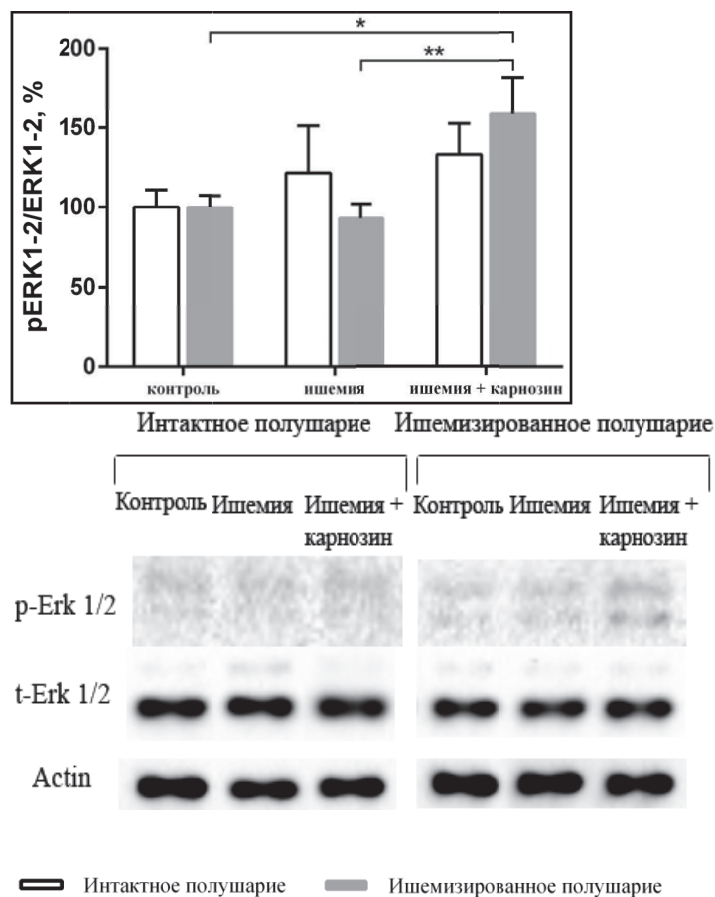 *
**
200
150
100
50
0
pERK1-2/ERK1-2, %
контроль ишемия ишемия + карнозин
Интактное полушарие Ишемизированное полушарие
Контроль Ишемия Ишемия + Контроль Ишемия Ишемия +
карнозин карнозин
p-Erk 1/2
t-Erk 1/2
Actin
Интактное полушарие Ишемизированное полушарие